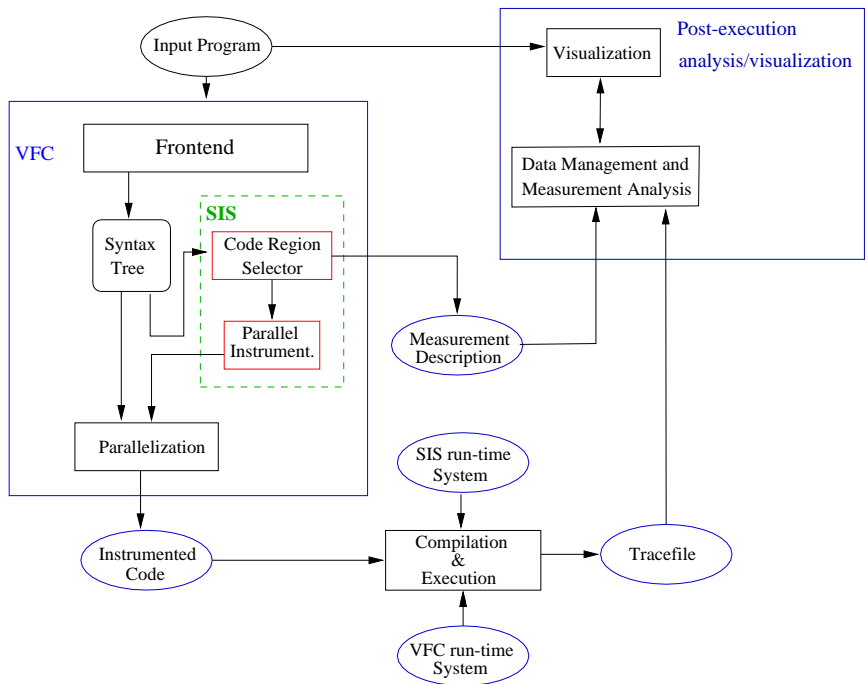 Input Program
Visualization
Post-execution
analysis/visualization
VFC
Frontend
Data Management and
Measurement Analysis
SIS
Syntax
Tree
Code Region
Selector
Parallel
Instrument.
Measurement
Description
Parallelization
SIS run-time
System
Instrumented
Code
Compilation
&
Execution
Tracefile
VFC run-time
System